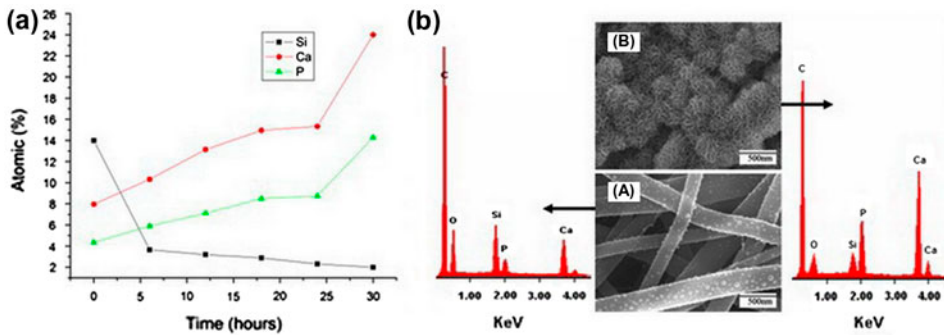 (a)
26
24
22
20
18
16
14
12
10
8
6
4
2
Atomic (%)
Si
Ca
P
0 5 10 15 20 25 30
Time (hours)
(b)
C
O
Si
P
Ca
1.00 2.00 3.00 4.00
KeV
(B)
500nm
(A)
500nm
C
O
Si
P
Ca
Ca
1.00 2.00 3.00 4.00
KeV